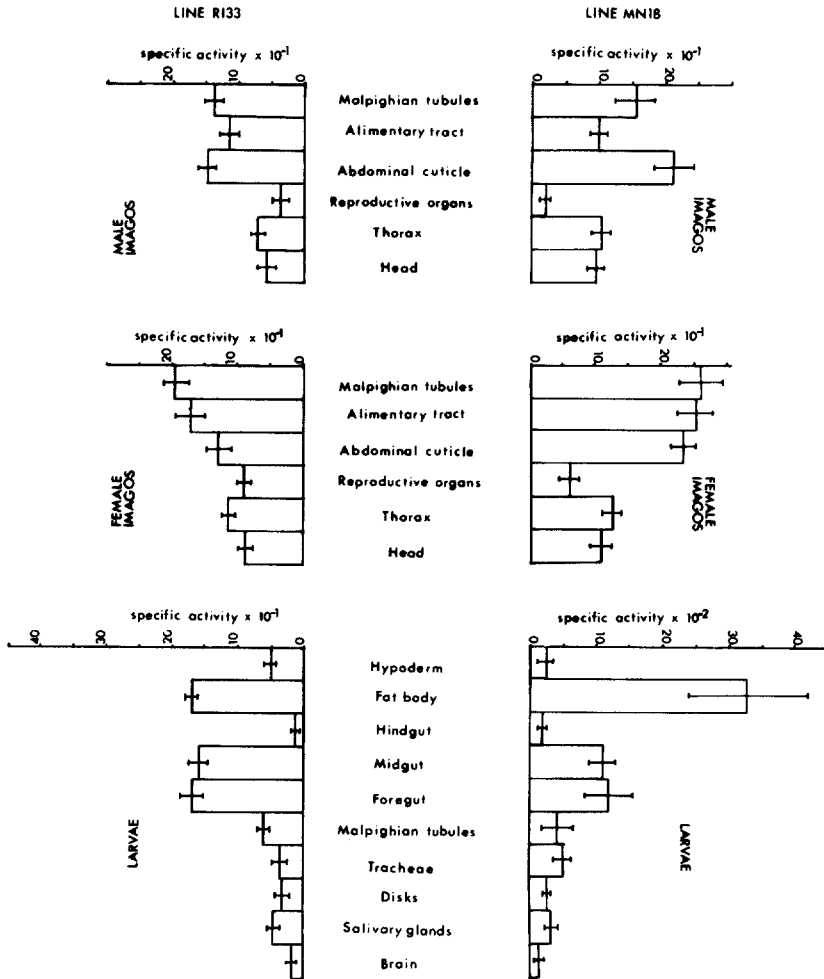 LINE RI33
LINE MN18
specific activity x 10-1
specific activity x 10-1
20
10
0
0
10
20
Malpighian tubules
Alimentary tract
Abdominal cuticle
Reproductive organs
Thorax
Head
MALE
IMAGOS
MALE
IMAGOS
specific activity x 10-1
specific activity x 10-1
20
10
0
0
10
20
Malpighian tubules
Alimentary tract
Abdominal cuticle
Reproductive organs
Thorax
Head
FEMALE
IMAGOS
FEMALE
IMAGOS
specific activity x 10-1
specific activity x 10-2
40
30
20
10
0
0
10
20
40
Hypoderm
Fat body
Hindgut
Midgut
Foregut
Malpighian tubules
Tracheae
Disks
Salivary glands
Brain
LARVAE
LARVAE